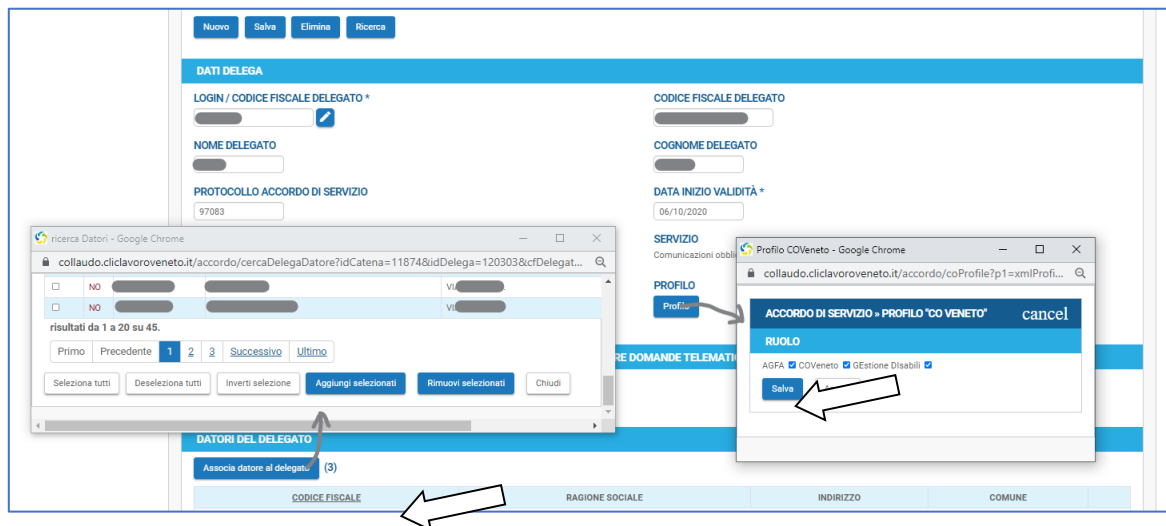 Nuovo Salva Elimina Ricerca
DATI DELEGA
LOGIN / CODICE FISCALE DELEGATO *
CODICE FISCALE DELEGATO
NOME DELEGATO
COGNOME DELEGATO
PROTOCOLLO ACCORDO DI SERVIZIO
97083
DATA INIZIO VALIDITÀ *
06/10/2020
SERVIZIO
Comunicazioni obbli
PROFILO
Profilo
ricerca Datori - Google Chrome
collaudo.cliclavoroveneto.it/accordo/cercaDelegaDatore?idCatena=11874&idDelega=120303&cfDelegat...
NO VI
NO VI
risultati da 1 a 20 su 45.
Primo Precedente 1 2 3 Successivo Ultimo
Seleziona tutti Deseleziona tutti Inverti selezione Aggiungi selezionati Rimuovi selezionati Chiudi
Profilo COVeneto - Google Chrome
collaudo.cliclavoroveneto.it/accordo/coProfile?p1=xmlProfi...
ACCORDO DI SERVIZIO » PROFILO "CO VENETO" cancel
RUOLO
AGFA COVeneto GEstione DIsabili
Salva
RE DOMANDE TELEMATI
DATORI DEL DELEGATO
Associa datore al delegato (3)
CODICE FISCALE RAGIONE SOCIALE INDIRIZZO COMUNE